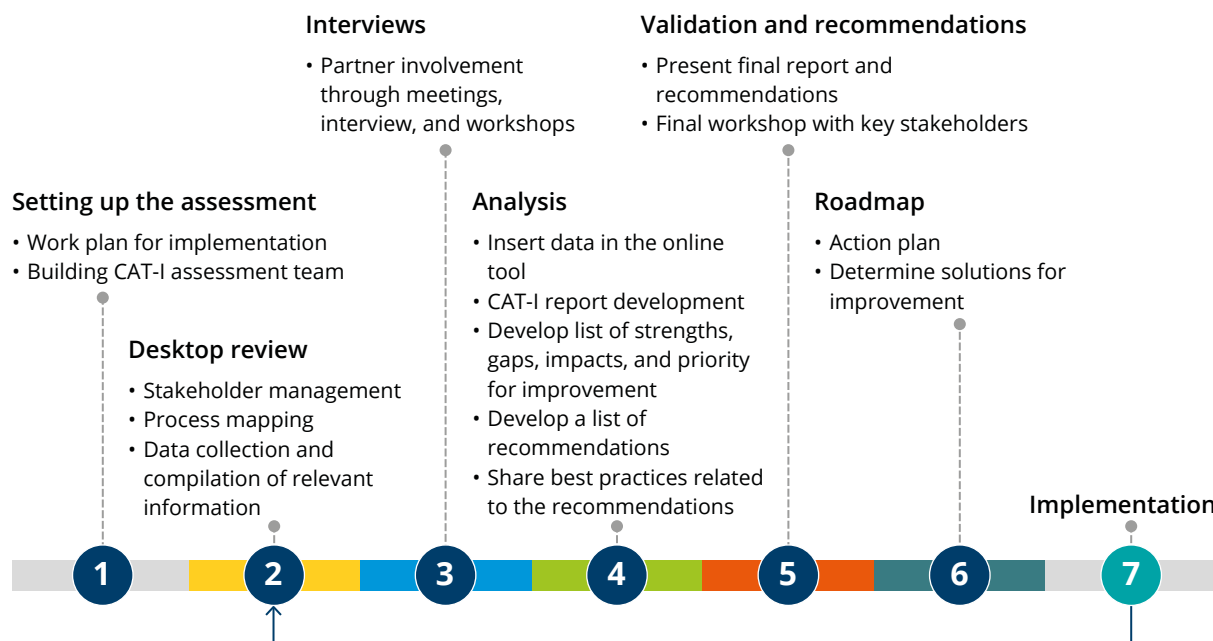 Interviews
• Partner involvement
through meetings,
interview, and workshops
Validation and recommendations
• Present final report and
recommendations
• Final workshop with key stakeholders
Setting up the assessment
• Work plan for implementation
• Building CAT-I assessment team
Analysis
• Insert data in the online
tool
• CAT-I report development
• Develop list of strengths,
gaps, impacts, and priority
for improvement
• Develop a list of
recommendations
• Share best practices related
to the recommendations
Roadmap
• Action plan
• Determine solutions for
improvement
Desktop review
• Stakeholder management
• Process mapping
• Data collection and
compilation of relevant
information
Implementation
1 2 3 4 5 6 7